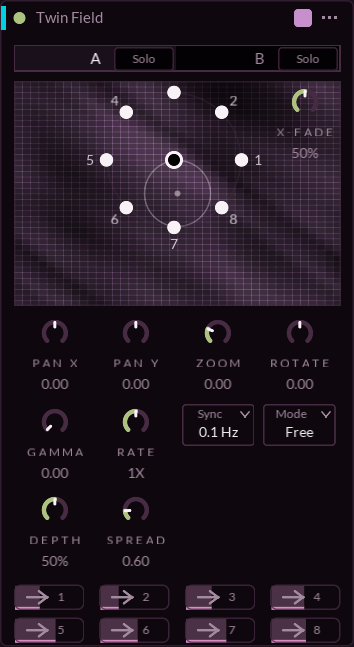 Twin Field
A Solo B Solo
4 2
X-FADE
5 1 50%
6 8
7
PAN X PAN Y ZOOM ROTATE
0.00 0.00 0.00 0.00
Sync Mode
0.1 Hz Free
GAMMA RATE
0.00 1X
DEPTH SPREAD
50% 0.60
1 2 3 4
5 6 7 8